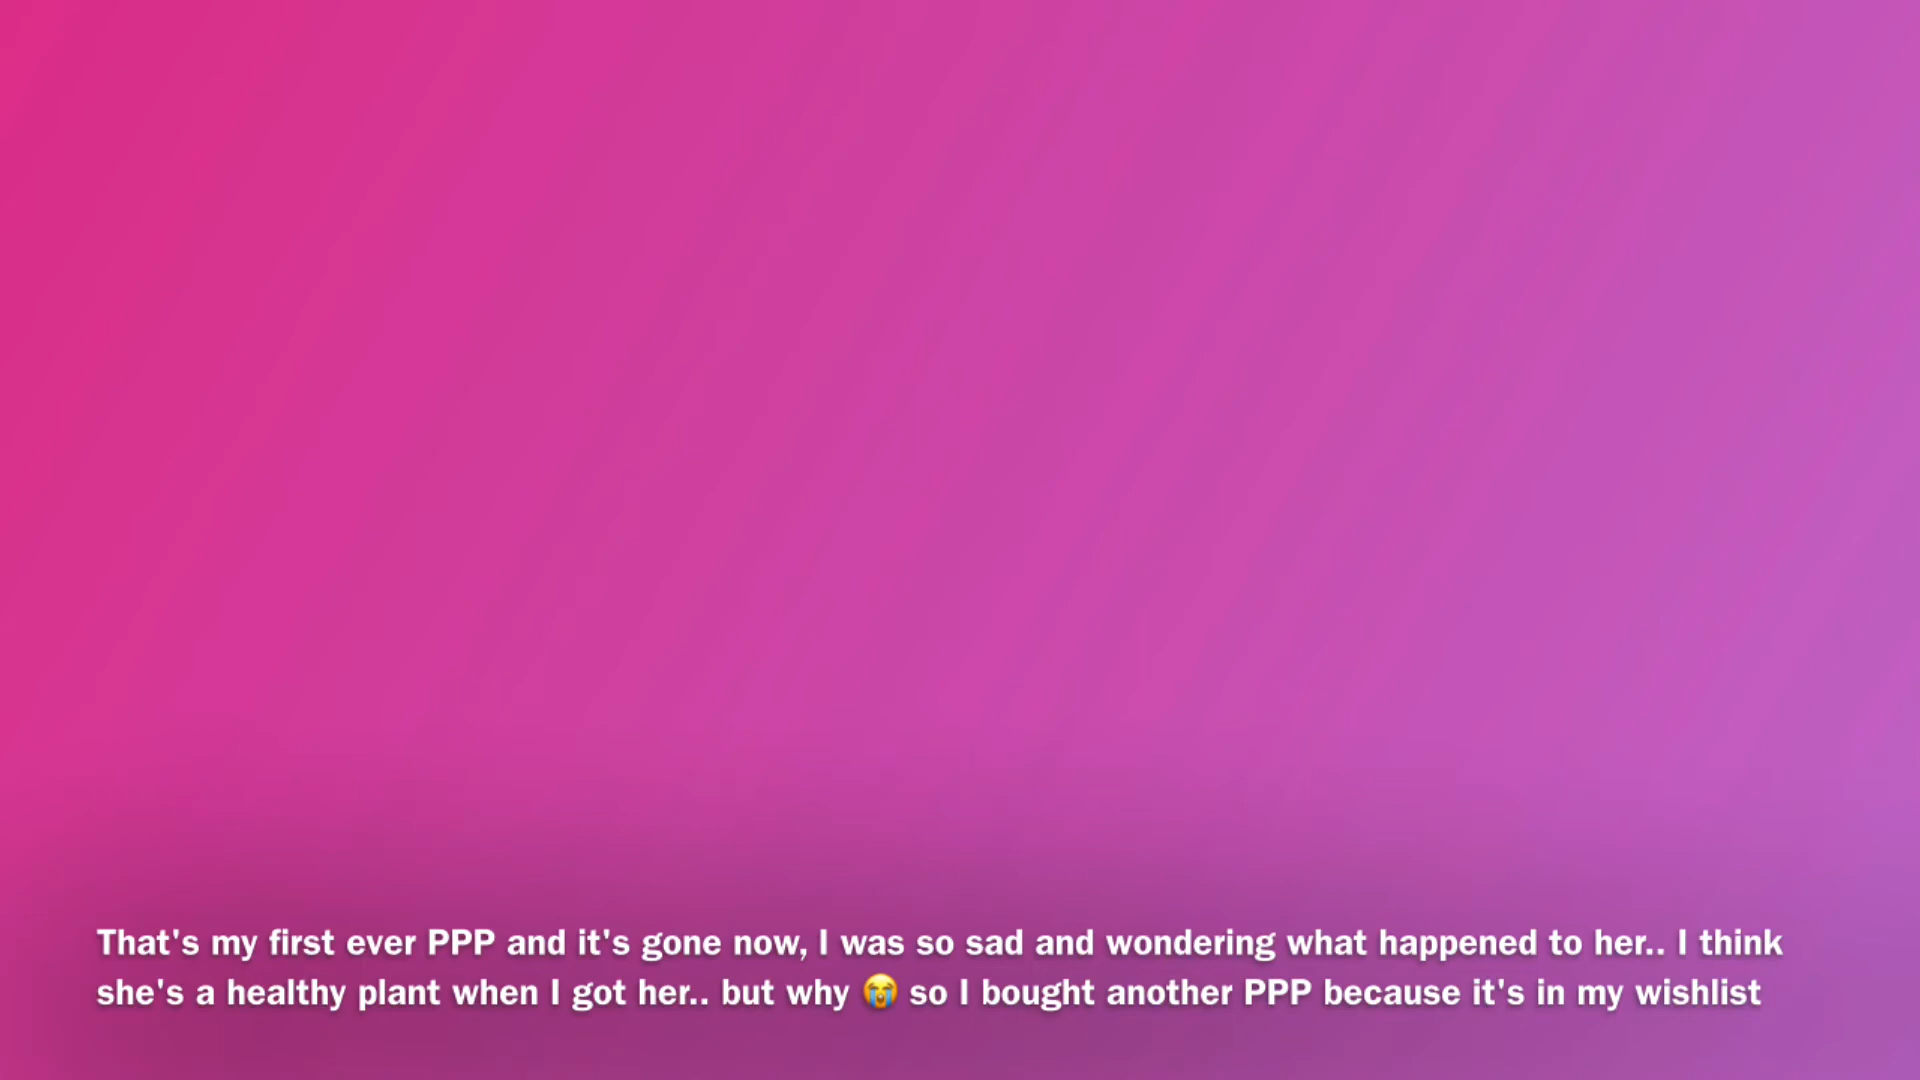 That's my first ever PPP and it's gone now, I was so sad and wondering what happened to her.. I think
she's a healthy plant when I got her.. but why 😭 so I bought another PPP because it's in my wishlist